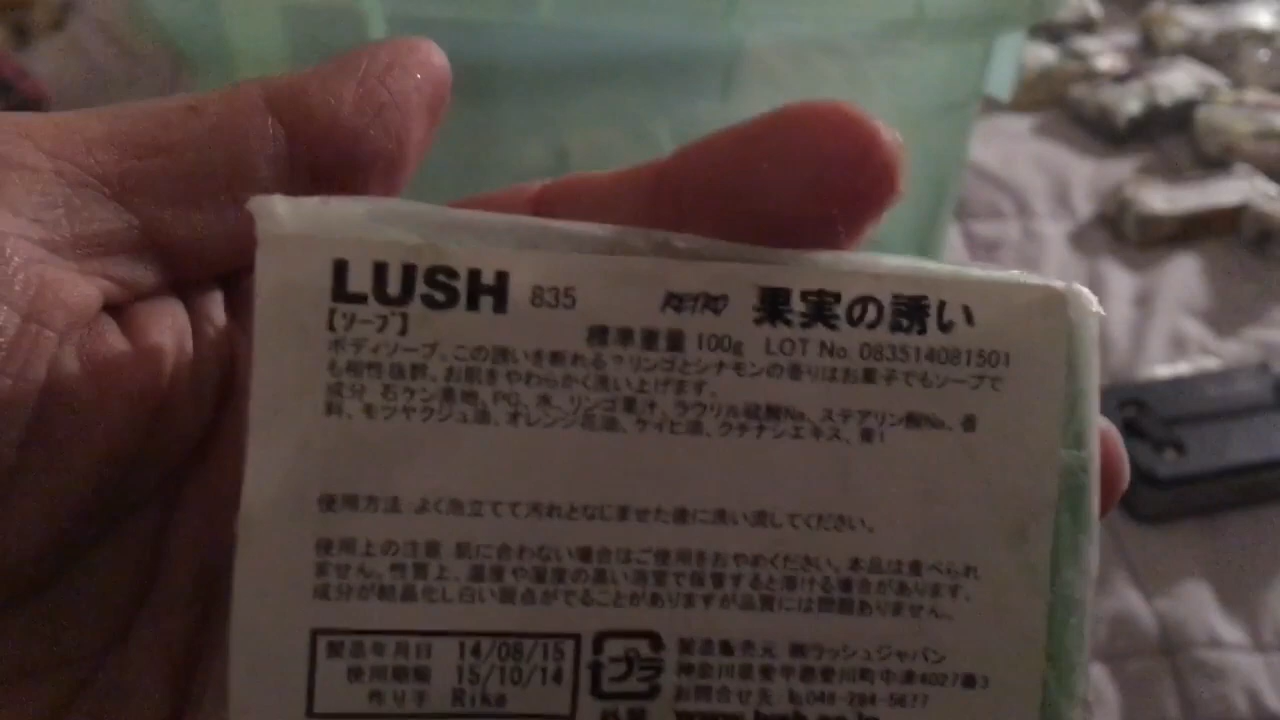 LUSH 835 RETRO 果実の誘い
【ソープ】
標準重量 100g LOT No. 083514081501
ボディソープ。この誘いを断れる？リンゴとシナモンの香りはお菓子でもソープで
も相性抜群。お肌をやわらかく洗い上げます。
成分 石ケン素地、PG、水、リンゴ果汁、ラウリル硫酸Na、ステアリン酸Na、香
料、モツヤクジュ油、オレンジ花油、ケイヒ油、クチナシエキス、青1
使用方法:よく泡立てて汚れとなじませた後に洗い流してください。
使用上の注意 肌に合わない場合はご使用をおやめください。本品は食べられ
ません。性質上、温度や湿度の高い浴室で保管すると溶ける場合があります。
成分が結晶化し白い斑点がでることがありますが品質には問題ありません。
製造年月日 14/08/15
使用期限 15/10/14
作り手 Rika
プラ
製造販売元 ㈱ラッシュジャパン
神奈川県愛甲郡愛川町中津4027番3
お問合せ先